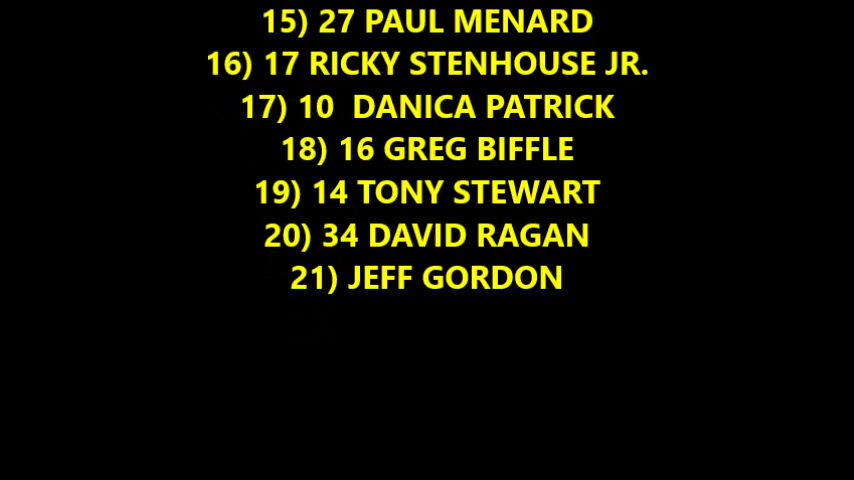 15) 27 PAUL MENARD
16) 17 RICKY STENHOUSE JR.
17) 10  DANICA PATRICK
18) 16 GREG BIFFLE
19) 14 TONY STEWART
20) 34 DAVID RAGAN
21) JEFF GORDON